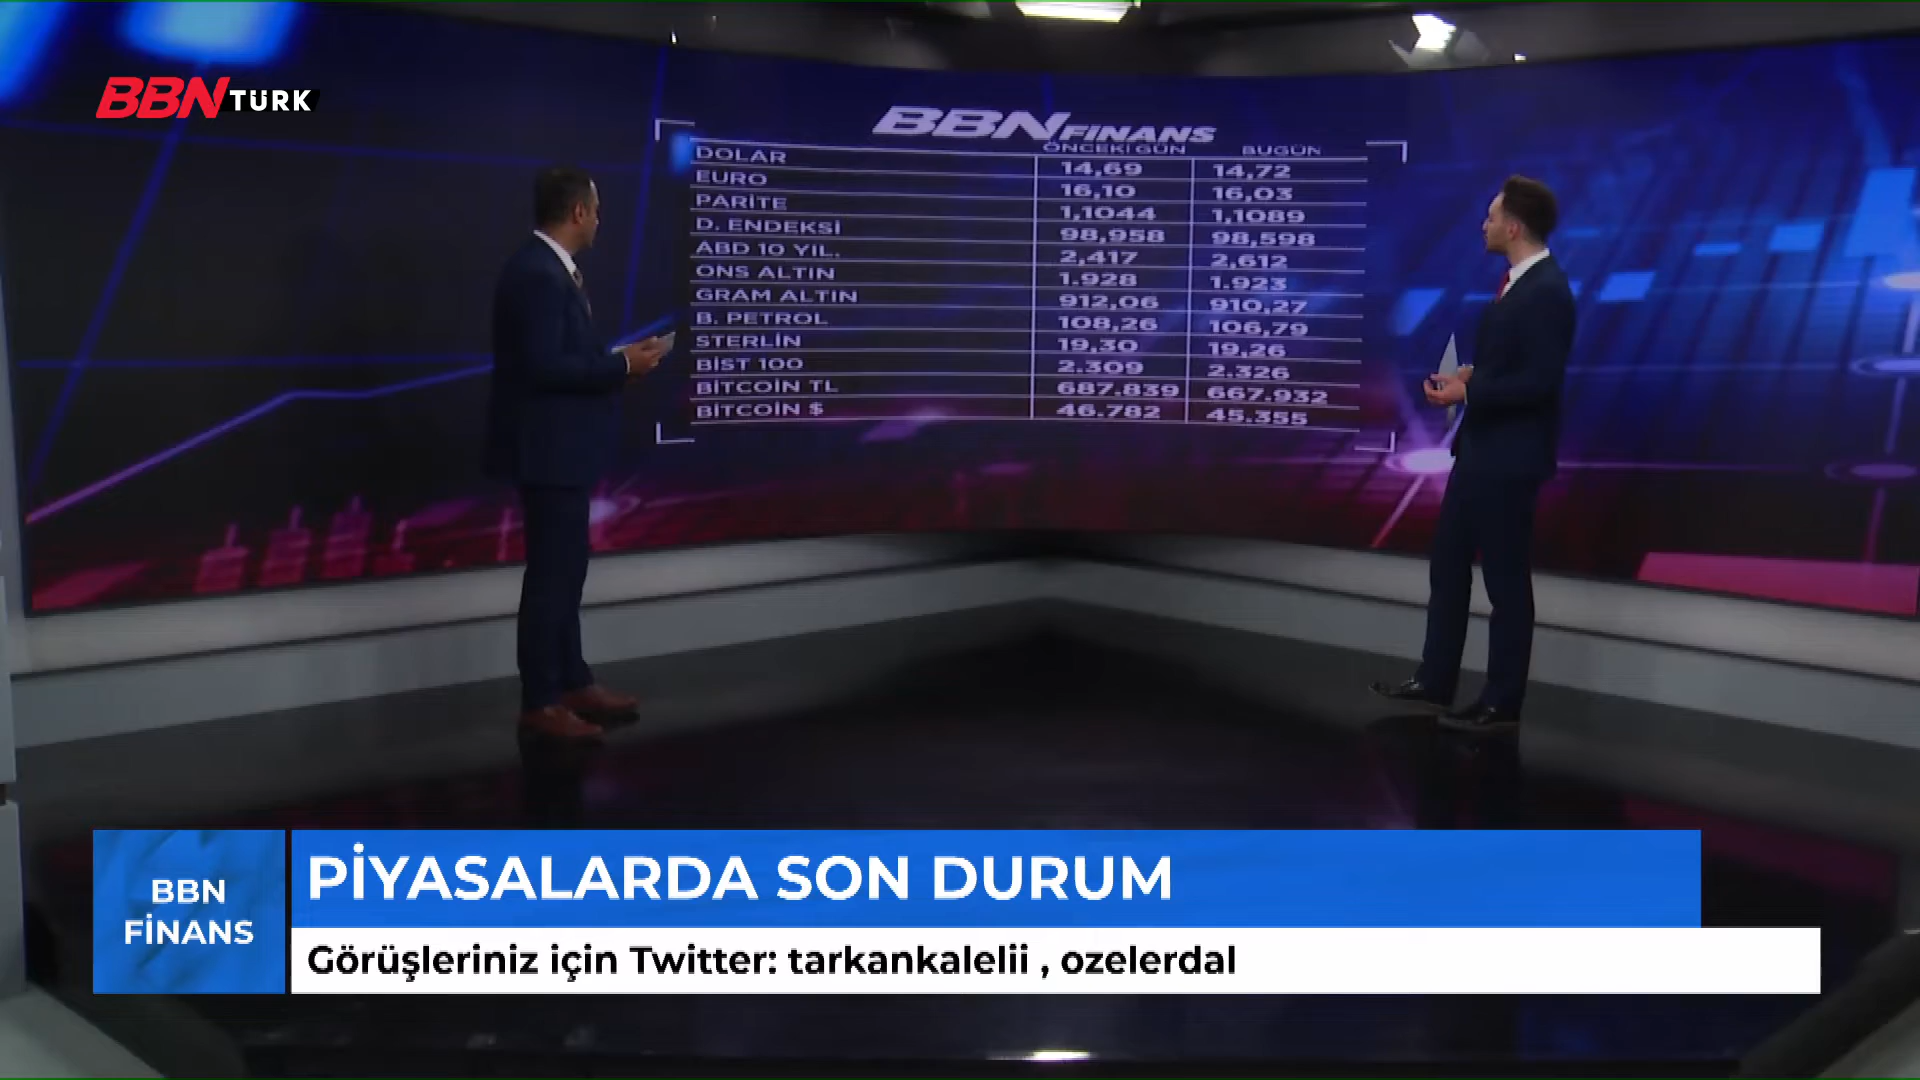 BBN TURK
BBN FİNANS
ÖNCEKİ GÜN BUGÜN
DOLAR 14,69 14,72
EURO 16,10 16,03
PARİTE 1,1044 1,1089
D. ENDEKSİ 98,958 98,598
ABD 10 YIL. 2,417 2,612
ONS ALTIN 1.928 1.923
GRAM ALTIN 912,06 910,27
B. PETROL 108,26 106,79
STERLİN 19,30 19,26
BİST 100 2.309 2.326
BİTCOİN TL 687.839 667.932
BİTCOİN $ 46.782 45.355
BBN
FİNANS
PİYASALARDA SON DURUM
Görüşleriniz için Twitter: tarkankalelii , ozelerdal